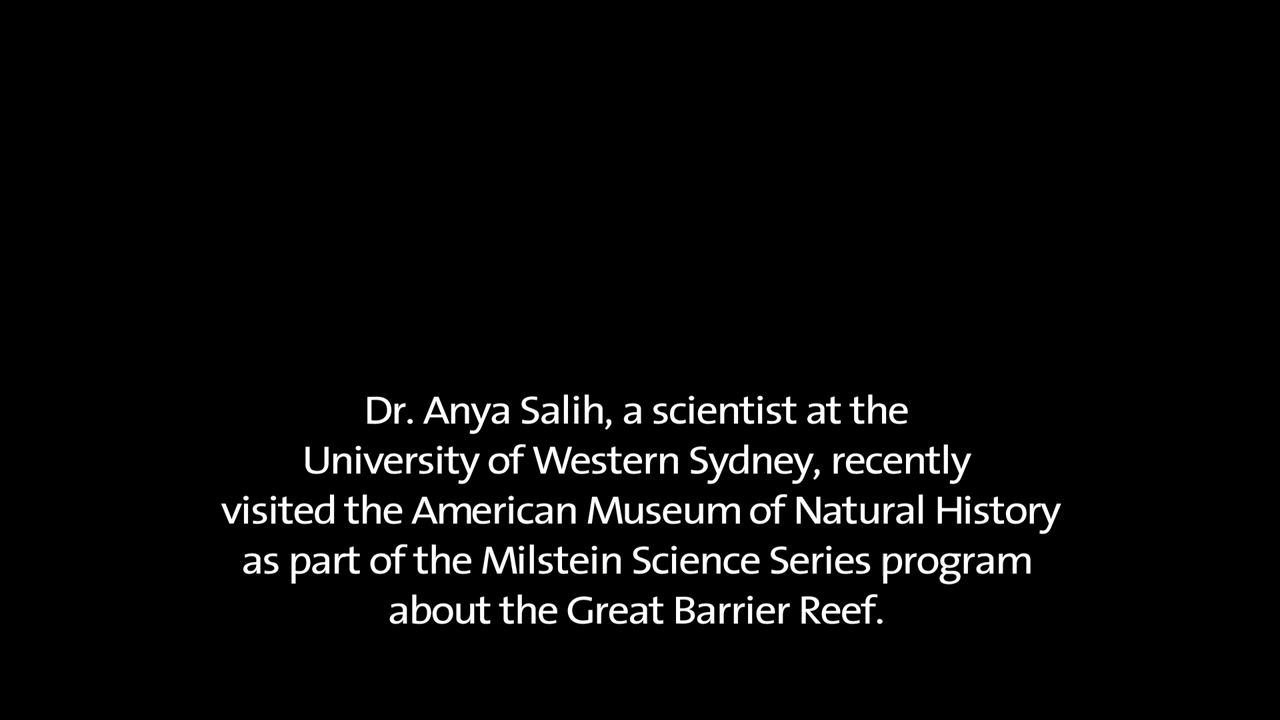 Dr. Anya Salih, a scientist at the
University of Western Sydney, recently
visited the American Museum of Natural History
as part of the Milstein Science Series program
about the Great Barrier Reef.